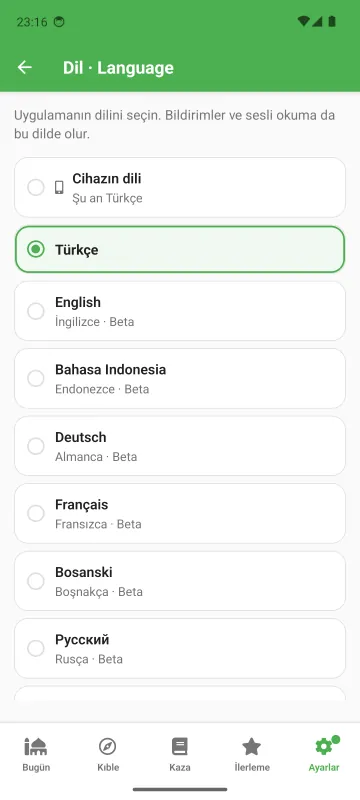 23:16
Dil · Language
Uygulamanın dilini seçin. Bildirimler ve sesli okuma da
bu dilde olur.
Cihazın dili
Şu an Türkçe
Türkçe
English
İngilizce · Beta
Bahasa Indonesia
Endonezce · Beta
Deutsch
Almanca · Beta
Français
Fransızca · Beta
Bosanski
Boşnakça · Beta
Русский
Rusça · Beta
Bugün
Kıble
Kaza
İlerleme
Ayarlar